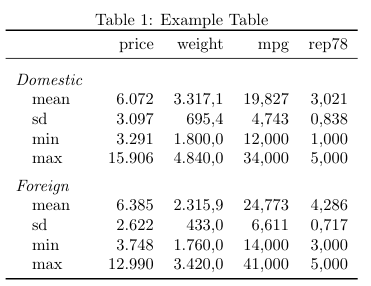 Table 1: Example Table
price weight mpg rep78
Domestic
mean 6.072 3.317,1 19,827 3,021
sd 3.097 695,4 4,743 0,838
min 3.291 1.800,0 12,000 1,000
max 15.906 4.840,0 34,000 5,000
Foreign
mean 6.385 2.315,9 24,773 4,286
sd 2.622 433,0 6,611 0,717
min 3.748 1.760,0 14,000 3,000
max 12.990 3.420,0 41,000 5,000